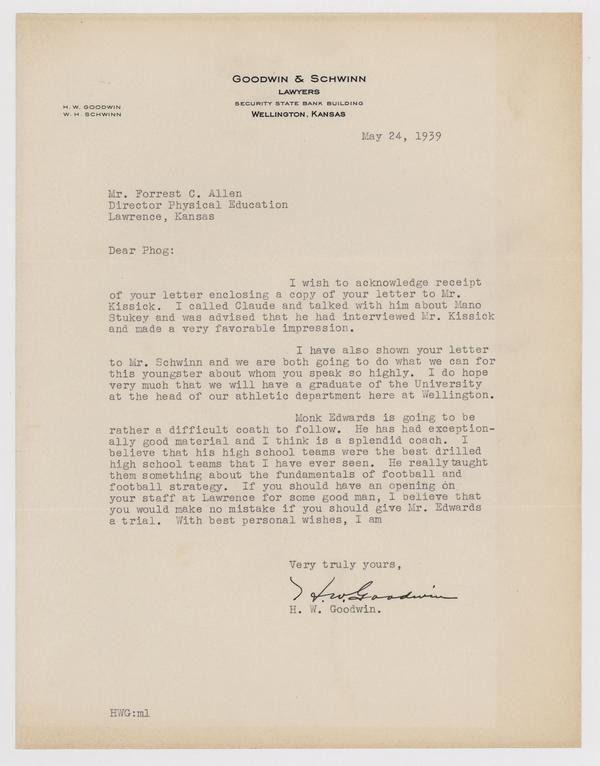 GOODWIN & SCHWINN
LAWYERS
SECURITY STATE BANK BUILDING
WELLINGTON, KANSAS
H. W. GOODWIN
W. H. SCHWINN
May 24, 1939
Mr. Forrest C. Allen
Director Physical Education
Lawrence, Kansas
Dear Phog:
I wish to acknowledge receipt
of your letter enclosing a copy of your letter to Mr.
Kissick. I called Claude and talked with him about Mano
Stukey and was advised that he had interviewed Mr. Kissick
and made a very favorable impression.
I have also shown your letter
to Mr. Schwinn and we are both going to do what we can for
this youngster about whom you speak so highly. I do hope
very much that we will have a graduate of the University
at the head of our athletic department here at Wellington.
Monk Edwards is going to be
rather a difficult coath to follow. He has had exception-
ally good material and I think is a splendid coach. I
believe that his high school teams were the best drilled
high school teams that I have ever seen. He really taught
them something about the fundamentals of football and
football strategy. If you should have an opening on
your staff at Lawrence for some good man, I believe that
you would make no mistake if you should give Mr. Edwards
a trial. With best personal wishes, I am
Very truly yours,
H. W. Goodwin
H. W. Goodwin.
HWG:ml